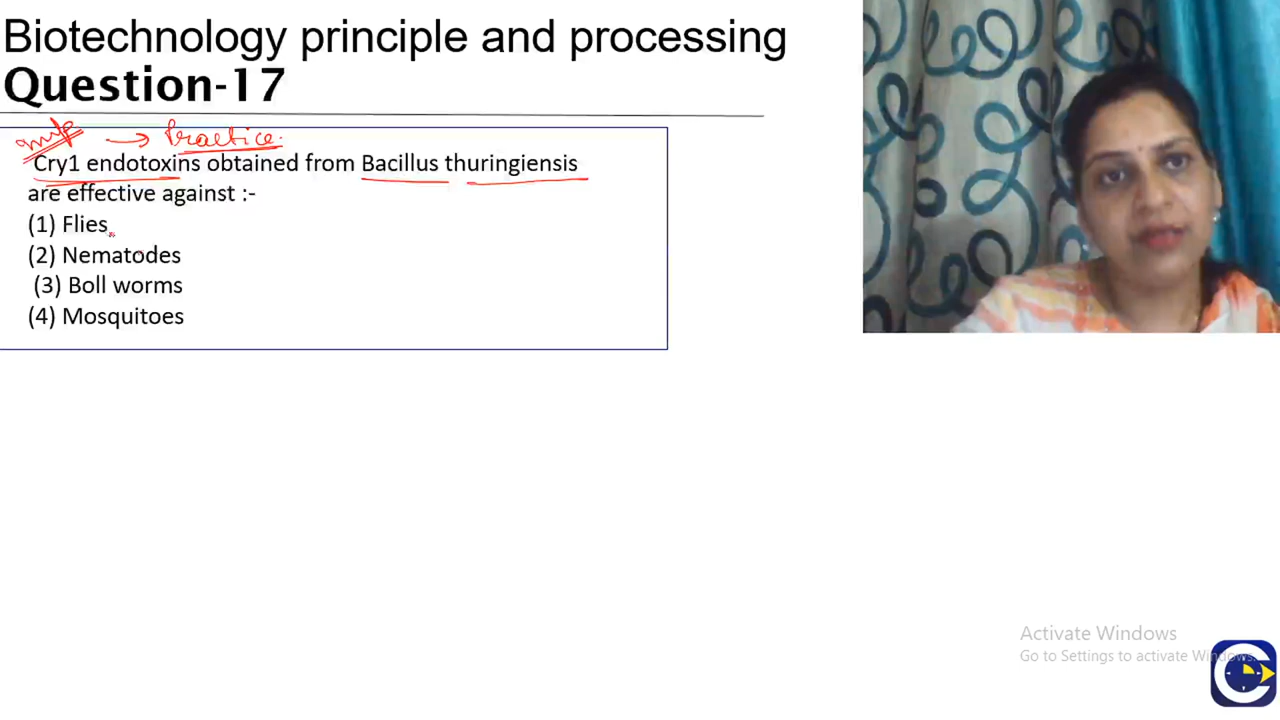 Biotechnology principle and processing
Question-17
→ Practice.
Cry1 endotoxins obtained from Bacillus thuringiensis
are effective against :-
(1) Flies
(2) Nematodes
(3) Boll worms
(4) Mosquitoes
Activate Windows
Go to Settings to activate Windows.